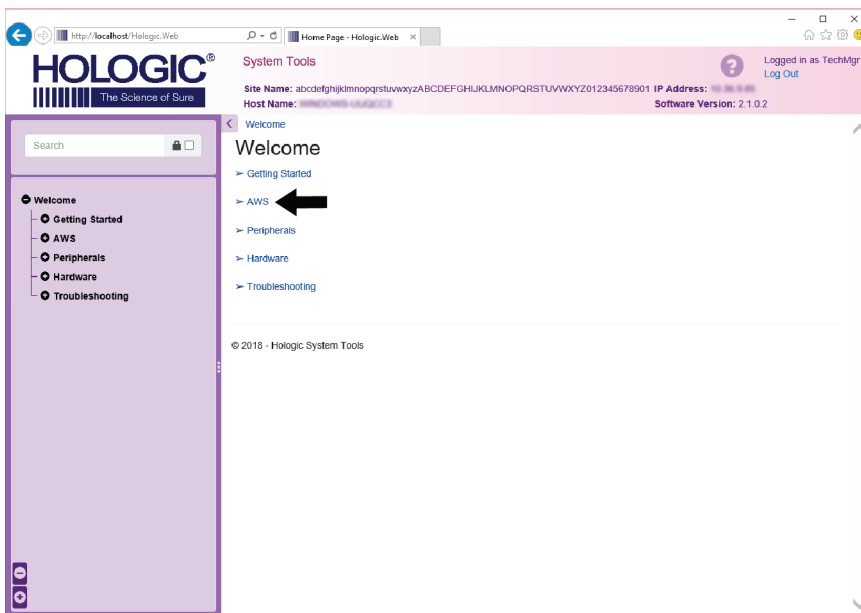 http://localhost/Hologic.Web
Home Page - Hologic.Web
HOLOGIC®
The Science of Sure
System Tools
Logged in as TechMgr
Log Out
Site Name: abcdefghijklmnopqrstuvwxyzABCDEFGHIJKLMNOPQRSTUVWXYZ012345678901 IP Address:
Host Name:
Software Version: 2.1.0.2
Search
Welcome
Getting Started
AWS
Peripherals
Hardware
Troubleshooting
Welcome
Welcome
➢ Getting Started
➢ AWS
➢ Peripherals
➢ Hardware
➢ Troubleshooting
© 2018 - Hologic System Tools